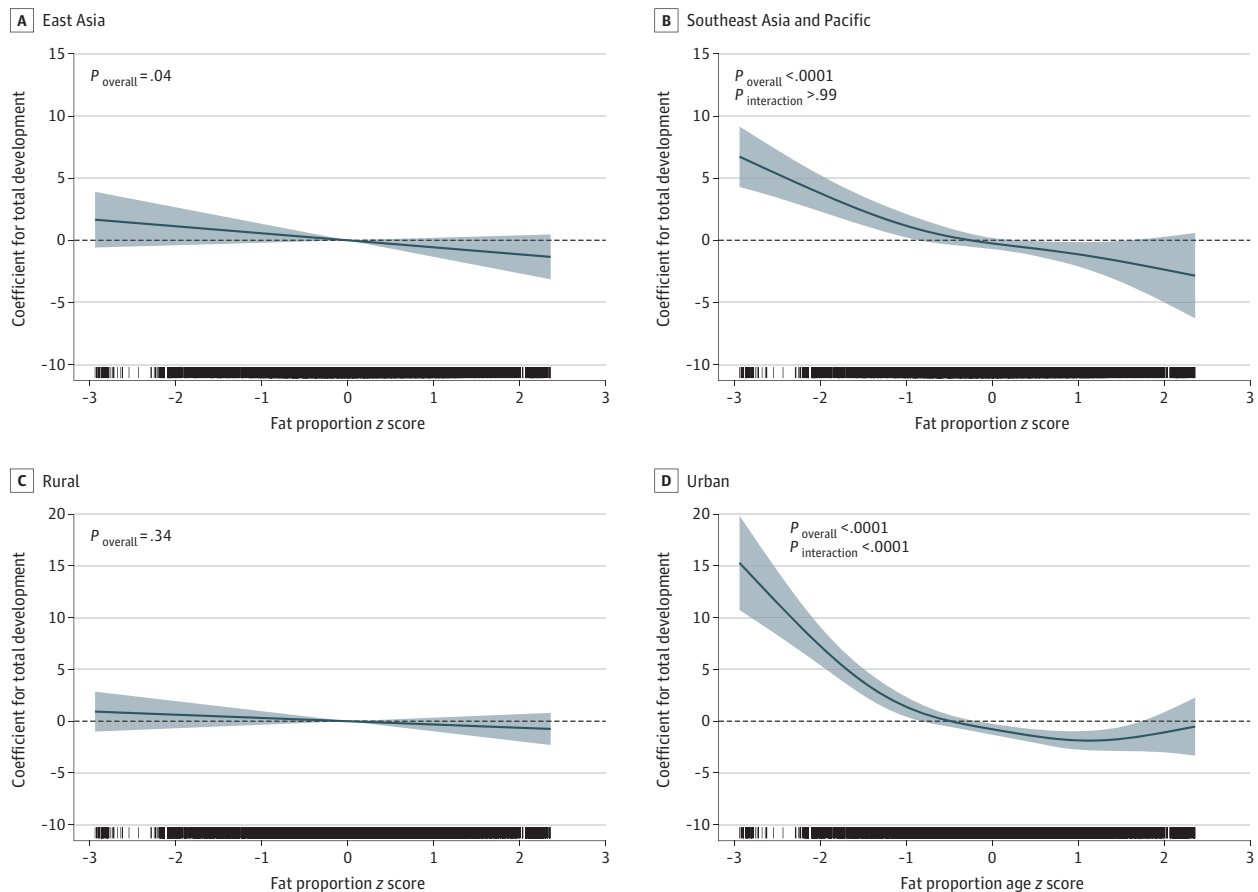 A East Asia
15
10
5
0
-5
-10
Coefficient for total development
P overall =.04
-3 -2 -1 0 1 2 3
Fat proportion z score
B Southeast Asia and Pacific
15
10
5
0
-5
-10
Coefficient for total development
P overall <.0001
P interaction >.99
-3 -2 -1 0 1 2 3
Fat proportion z score
C Rural
20
15
10
5
0
-5
-10
Coefficient for total development
P overall =.34
-3 -2 -1 0 1 2 3
Fat proportion z score
D Urban
20
15
10
5
0
-5
-10
Coefficient for total development
P overall <.0001
P interaction <.0001
-3 -2 -1 0 1 2 3
Fat proportion age z score